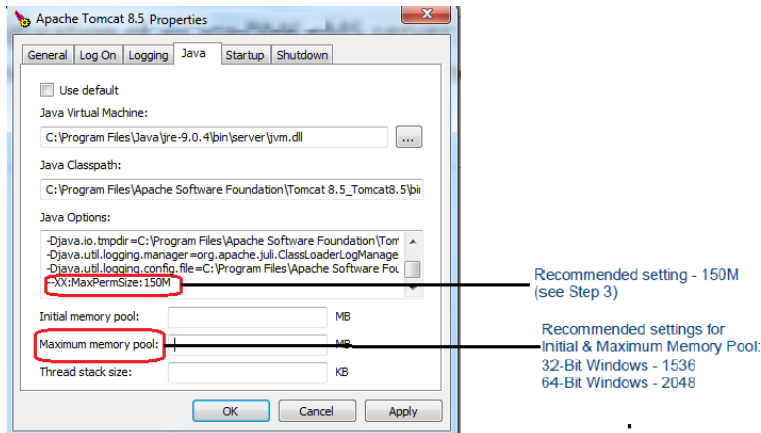 Apache Tomcat 8.5 Properties
General Log On Logging Java Startup Shutdown
Use default
Java Virtual Machine:
C:\Program Files\Java\jre-9.0.4\bin\server\jvm.dll ...
Java Classpath:
C:\Program Files\Apache Software Foundation\Tomcat 8.5_Tomcat8.5\bi
Java Options:
-Djava.io.tmpdir=C:\Program Files\Apache Software Foundation\Tom
-Djava.util.logging.manager=org.apache.juli.ClassLoaderLogManage
-Djava.util.logging.config.file=C:\Program Files\Apache Software Fou
--XX:MaxPermSize:150M
Initial memory pool: MB
Maximum memory pool: MB
Thread stack size: KB
OK Cancel Apply
Recommended setting - 150M
(see Step 3)
Recommended settings for
Initial & Maximum Memory Pool:
32-Bit Windows - 1536
64-Bit Windows - 2048